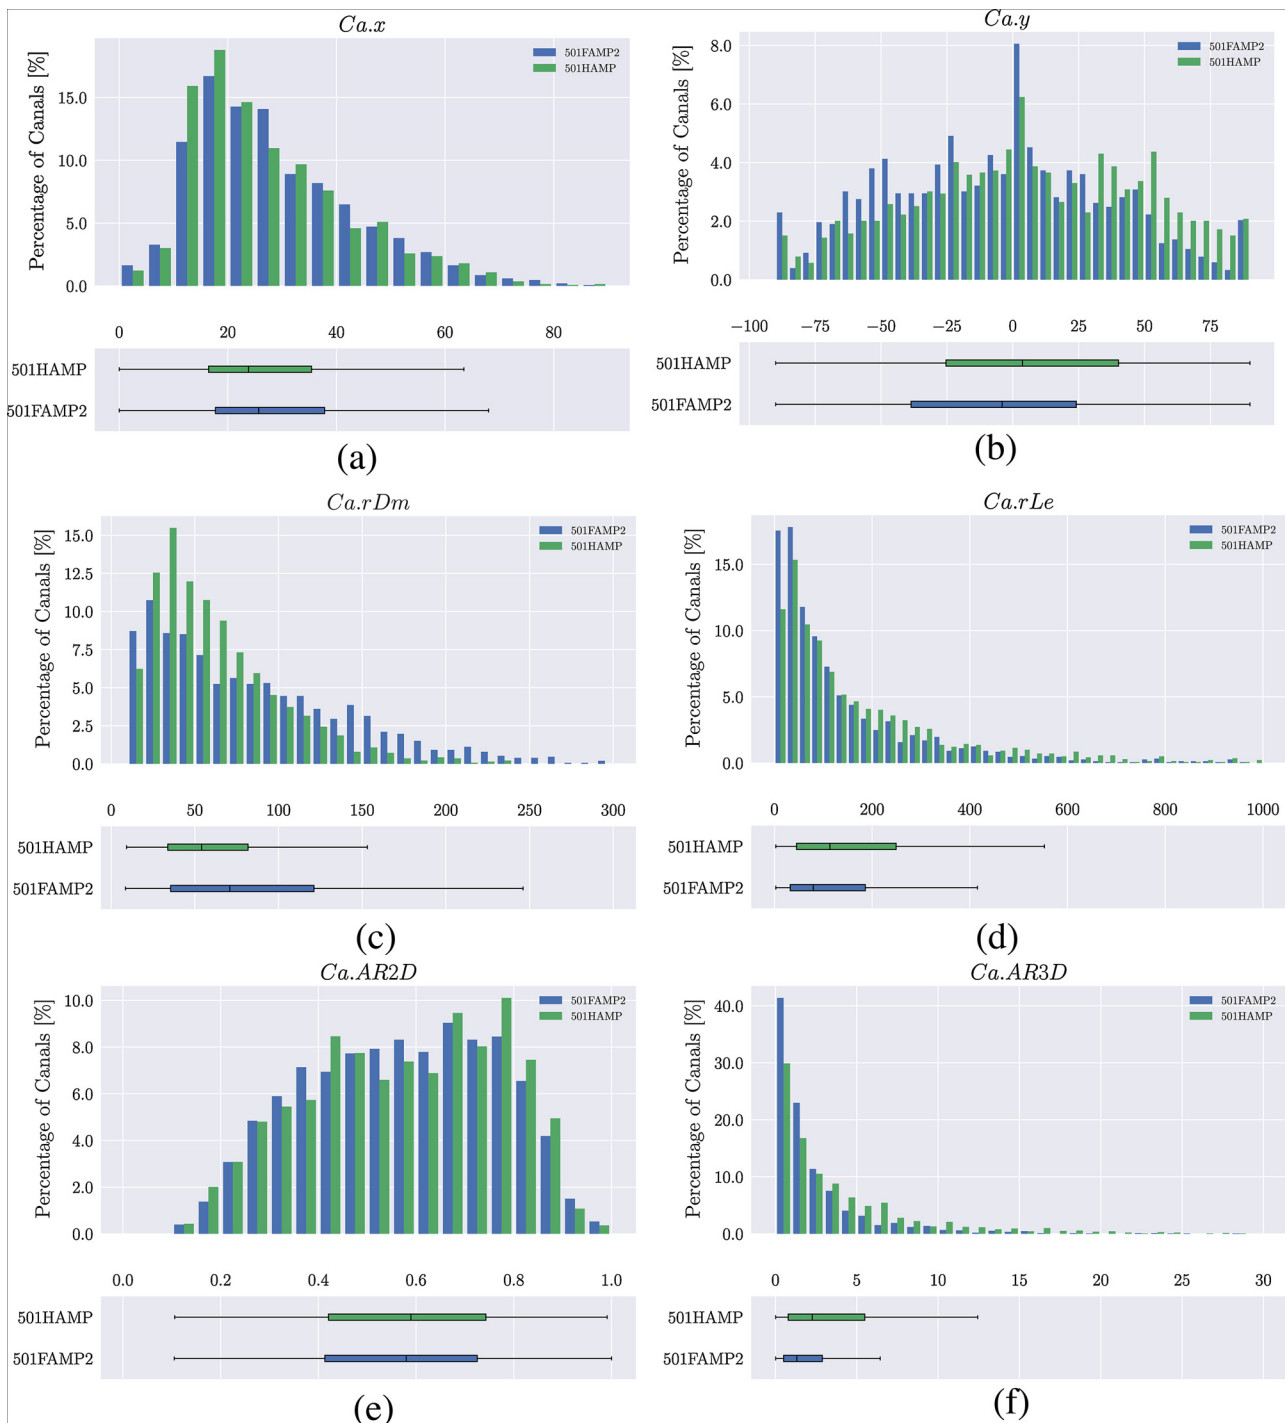 Ca.x
Percentage of Canals [%]
501FAMP2
501HAMP
15.0
10.0
5.0
0.0
0 20 40 60 80
501HAMP
501FAMP2
(a)
Ca.y
Percentage of Canals [%]
501FAMP2
501HAMP
8.0
6.0
4.0
2.0
0.0
−100 −75 −50 −25 0 25 50 75
501HAMP
501FAMP2
(b)
Ca.rDm
Percentage of Canals [%]
501FAMP2
501HAMP
15.0
12.5
10.0
7.5
5.0
2.5
0.0
0 50 100 150 200 250 300
501HAMP
501FAMP2
(c)
Ca.rLe
Percentage of Canals [%]
501FAMP2
501HAMP
15.0
10.0
5.0
0.0
0 200 400 600 800 1000
501HAMP
501FAMP2
(d)
Ca.AR2D
Percentage of Canals [%]
501FAMP2
501HAMP
10.0
8.0
6.0
4.0
2.0
0.0
0.0 0.2 0.4 0.6 0.8 1.0
501HAMP
501FAMP2
(e)
Ca.AR3D
Percentage of Canals [%]
501FAMP2
501HAMP
40.0
30.0
20.0
10.0
0.0
0 5 10 15 20 25 30
501HAMP
501FAMP2
(f)